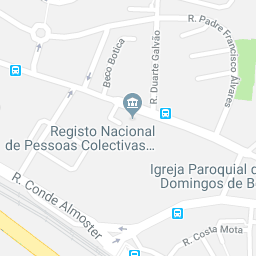 R. Padre Francisco Álvares
Beco Botica
R. Duarte Galvão
Registo Nacional
de Pessoas Colectivas...
Igreja Paroquial d
Domingos de B
R. Conde Almoster
R. Costa Mota